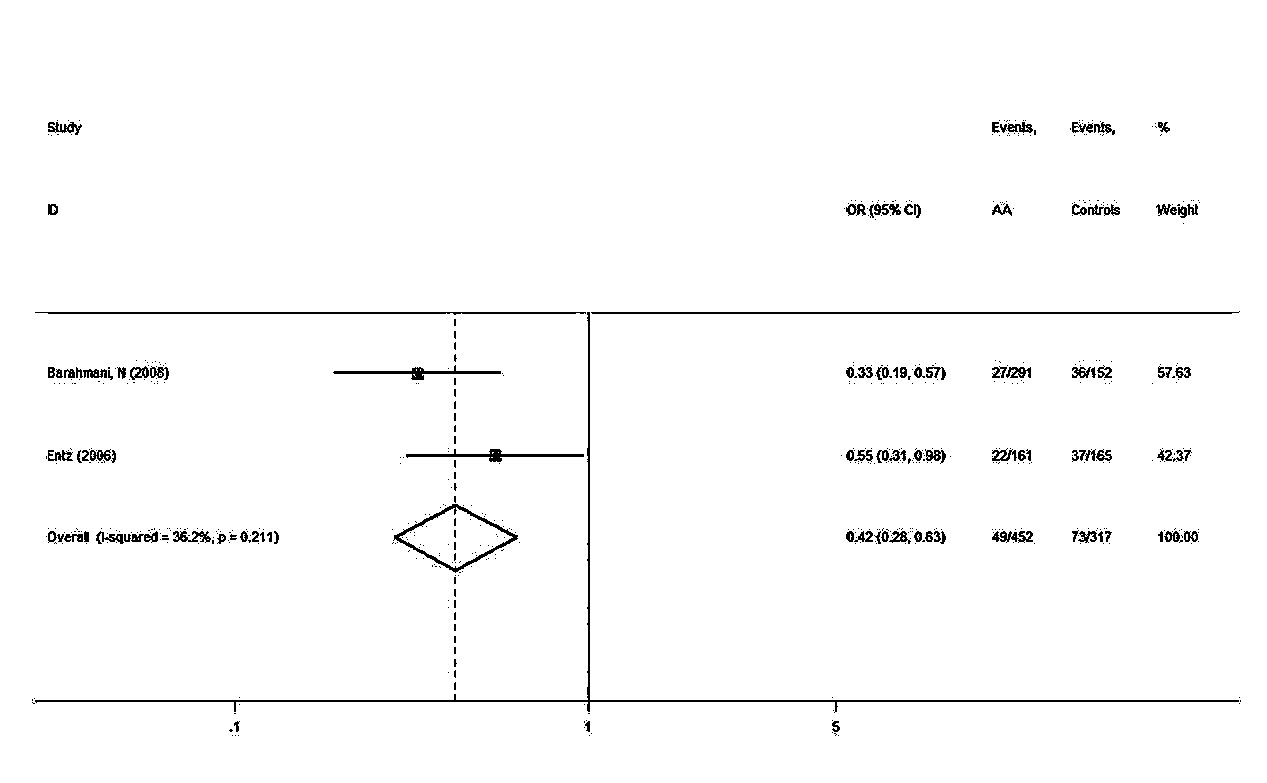 Study Events, Events, %
ID OR (95% CI) AA Controls Weight
Barahmani, N (2006) 0.33 (0.19, 0.57) 27/291 36/152 57.63
Entz (2006) 0.55 (0.31, 0.98) 22/161 37/165 42.37
Overall (I-squared = 36.2%, p = 0.211) 0.42 (0.28, 0.63) 49/452 73/317 100.00
.1 1 5